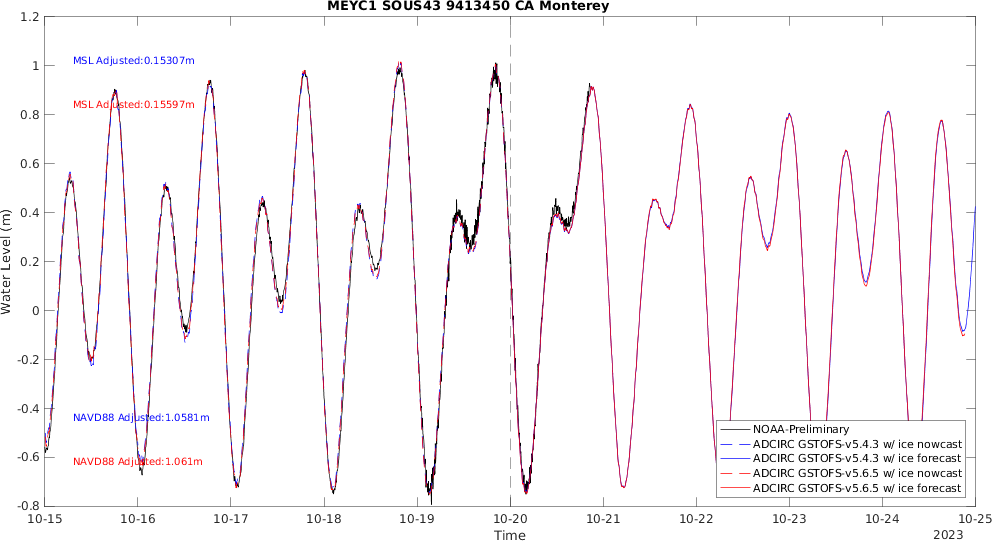 MEYC1 SOUS43 9413450 CA Monterey
1.2
1
0.8
0.6
0.4
0.2
0
-0.2
-0.4
-0.6
-0.8
Water Level (m)
MSL Adjusted:0.15307m
MSL Adjusted:0.15597m
NAVD88 Adjusted:1.0581m
NAVD88 Adjusted:1.061m
NOAA-Preliminary
ADCIRC GSTOFS-v5.4.3 w/ ice nowcast
ADCIRC GSTOFS-v5.4.3 w/ ice forecast
ADCIRC GSTOFS-v5.6.5 w/ ice nowcast
ADCIRC GSTOFS-v5.6.5 w/ ice forecast
10-15 10-16 10-17 10-18 10-19 10-20 10-21 10-22 10-23 10-24 10-25
Time
2023